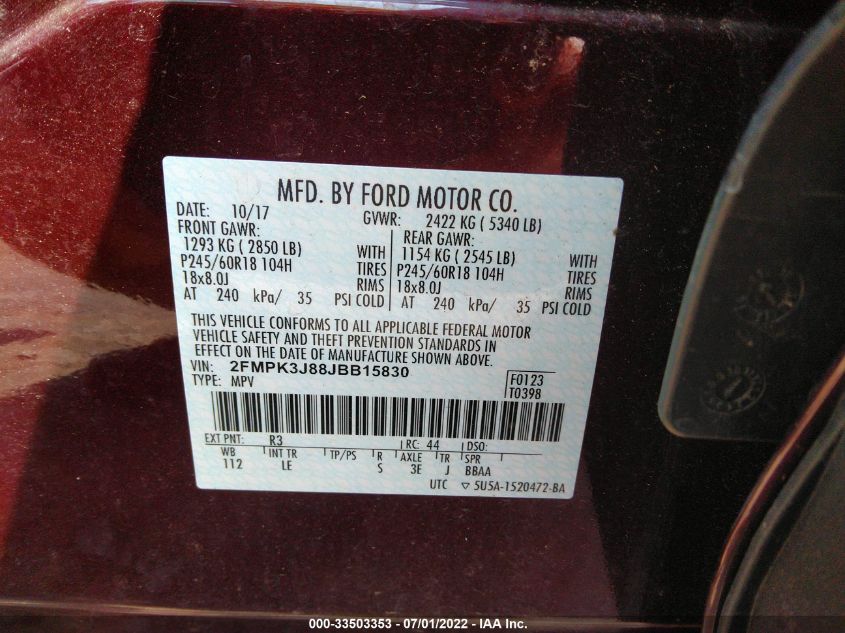 MFD. BY FORD MOTOR CO.
DATE: 10/17 GVWR: 2422 KG ( 5340 LB)
FRONT GAWR: REAR GAWR:
1293 KG ( 2850 LB) WITH 1154 KG ( 2545 LB) WITH
P245/60R18 104H TIRES P245/60R18 104H TIRES
18x8.0J RIMS 18x8.0J RIMS
AT 240 kPa/ 35 PSI COLD AT 240 kPa/ 35 PSI COLD
THIS VEHICLE CONFORMS TO ALL APPLICABLE FEDERAL MOTOR
VEHICLE SAFETY AND THEFT PREVENTION STANDARDS IN
EFFECT ON THE DATE OF MANUFACTURE SHOWN ABOVE.
VIN: 2FMPK3J88JBB15830 F0123
TYPE: MPV T0398
EXT PNT: R3 RC: 44 DSO:
WB INT TR TP/PS R AXLE TR SPR
112 LE S 3E J BBAA
UTC ▽ 5U5A-1520472-BA
000-33503353 - 07/01/2022 - IAA Inc.